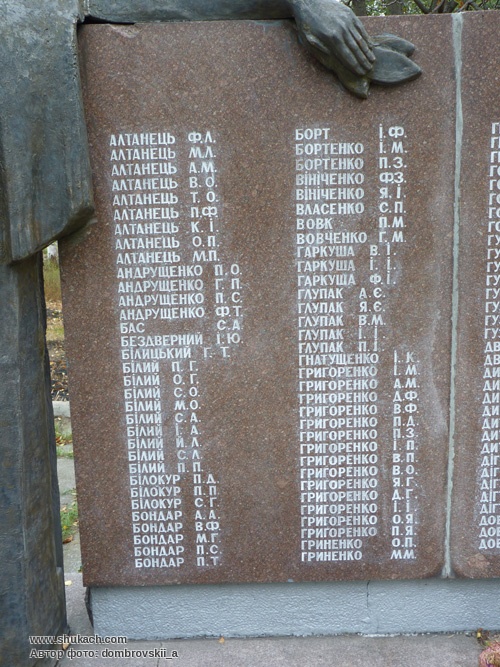 АЛТАНЕЦЬ Ф.Л.
АЛТАНЕЦЬ М.Л.
АЛТАНЕЦЬ А.М.
АЛТАНЕЦЬ В.О.
АЛТАНЕЦЬ Т.О.
АЛТАНЕЦЬ П.Ф.
АЛТАНЕЦЬ К.І.
АЛТАНЕЦЬ О.П.
АЛТАНЕЦЬ М.П.
АНДРУЩЕНКО П.О.
АНДРУЩЕНКО Г.П.
АНДРУЩЕНКО П.С.
АНДРУЩЕНКО Ф.Т.
БАС С.А.
БЕЗДВЕРНИЙ І.Ю.
БІЛИЦЬКИЙ Г.Т.
БІЛИЙ П.Г.
БІЛИЙ О.Г.
БІЛИЙ С.О.
БІЛИЙ М.О.
БІЛИЙ С.А.
БІЛИЙ І.А.
БІЛИЙ Й.Л.
БІЛИЙ С.Л.
БІЛИЙ П.П.
БІЛОКУР П.Д.
БІЛОКУР П.П.
БІЛОКУР С.Г.
БОНДАР А.А.
БОНДАР В.Ф.
БОНДАР М.Г.
БОНДАР П.С.
БОНДАР П.Т.
БОРТ І.Ф.
БОРТЕНКО І.М.
БОРТЕНКО П.З.
ВІНІЧЕНКО Ф.З.
ВІНІЧЕНКО Я.І.
ВЛАСЕНКО С.П.
ВОВК П.М.
ВОВЧЕНКО Г.М.
ГАРКУША В.І.
ГАРКУША І.І.
ГАРКУША Ф.І.
ГЛУПАК А.Є.
ГЛУПАК Я.Є.
ГЛУПАК В.М.
ГЛУПАК І.І.
ГЛУПАК П.І.
ГНАТУЩЕНКО І.К.
ГРИГОРЕНКО І.М.
ГРИГОРЕНКО А.М.
ГРИГОРЕНКО Д.Ф.
ГРИГОРЕНКО В.Ф.
ГРИГОРЕНКО П.Д.
ГРИГОРЕНКО П.З.
ГРИГОРЕНКО І.П.
ГРИГОРЕНКО В.П.
ГРИГОРЕНКО В.О.
ГРИГОРЕНКО Я.Г.
ГРИГОРЕНКО Д.Г.
ГРИГОРЕНКО І.І.
ГРИГОРЕНКО О.Я.
ГРИГОРЕНКО П.Я.
ГРИНЕНКО О.П.
ГРИНЕНКО М.М.
www.shukach.com
Автор фото: dombrovskii_a